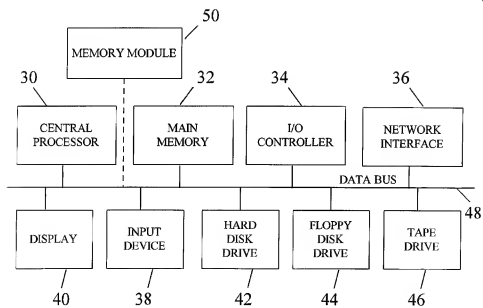 50
MEMORY MODULE
30
32
34
36
CENTRAL
PROCESSOR
MAIN
MEMORY
I/O
CONTROLLER
NETWORK
INTERFACE
DATA BUS
48
DISPLAY
INPUT
DEVICE
HARD
DISK
DRIVE
FLOPPY
DISK
DRIVE
TAPE
DRIVE
40
38
42
44
46